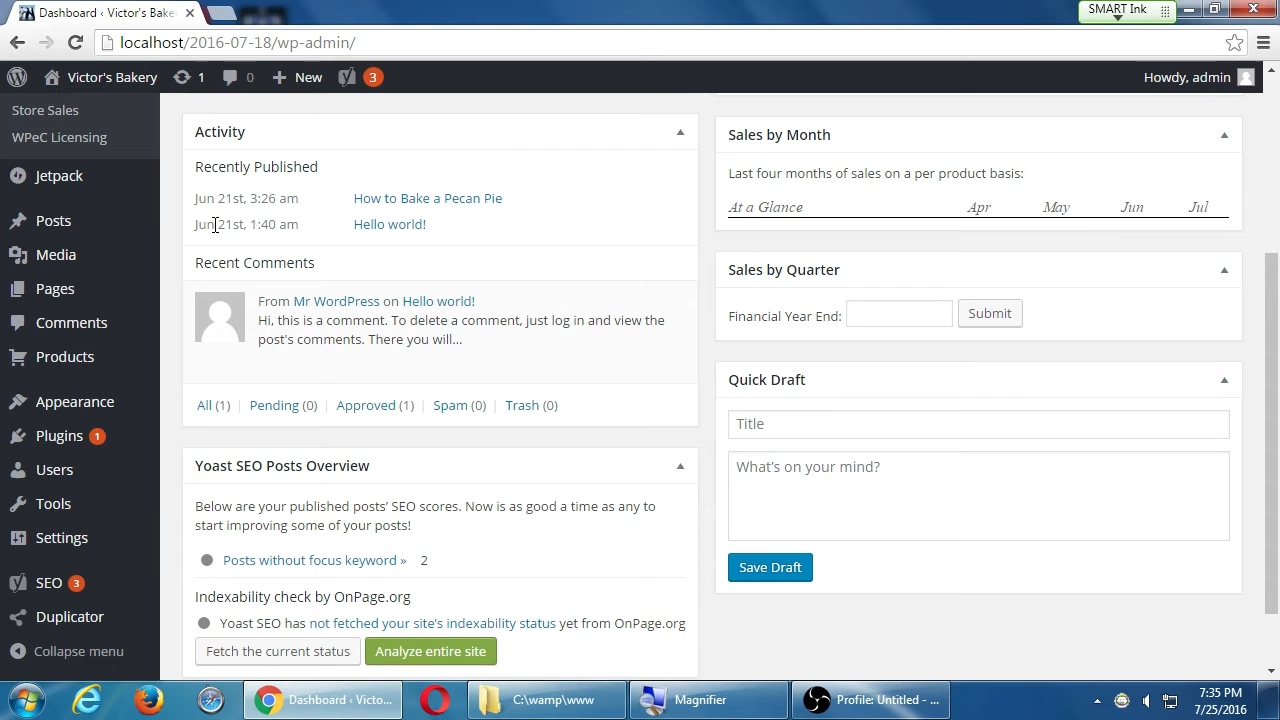 Dashboard ‹ Victor's Bake
SMART Ink
localhost/2016-07-18/wp-admin/
Victor's Bakery 1 0 New 3 Howdy, admin
Store Sales
WPeC Licensing
Jetpack
Posts
Media
Pages
Comments
Products
Appearance
Plugins 1
Users
Tools
Settings
SEO 3
Duplicator
Collapse menu
Activity
Recently Published
Jun 21st, 3:26 am How to Bake a Pecan Pie
Jun 21st, 1:40 am Hello world!
Recent Comments
From Mr WordPress on Hello world!
Hi, this is a comment. To delete a comment, just log in and view the
post's comments. There you will...
All (1) | Pending (0) | Approved (1) | Spam (0) | Trash (0)
Yoast SEO Posts Overview
Below are your published posts' SEO scores. Now is as good a time as any to
start improving some of your posts!
Posts without focus keyword » 2
Indexability check by OnPage.org
Yoast SEO has not fetched your site's indexability status yet from OnPage.org
Fetch the current status Analyze entire site
Sales by Month
Last four months of sales on a per product basis:
At a Glance Apr May Jun Jul
Sales by Quarter
Financial Year End: Submit
Quick Draft
Title
What's on your mind?
Save Draft
Dashboard ‹ Victo... C:\wamp\www Magnifier Profile: Untitled - ...
7:35 PM
7/25/2016